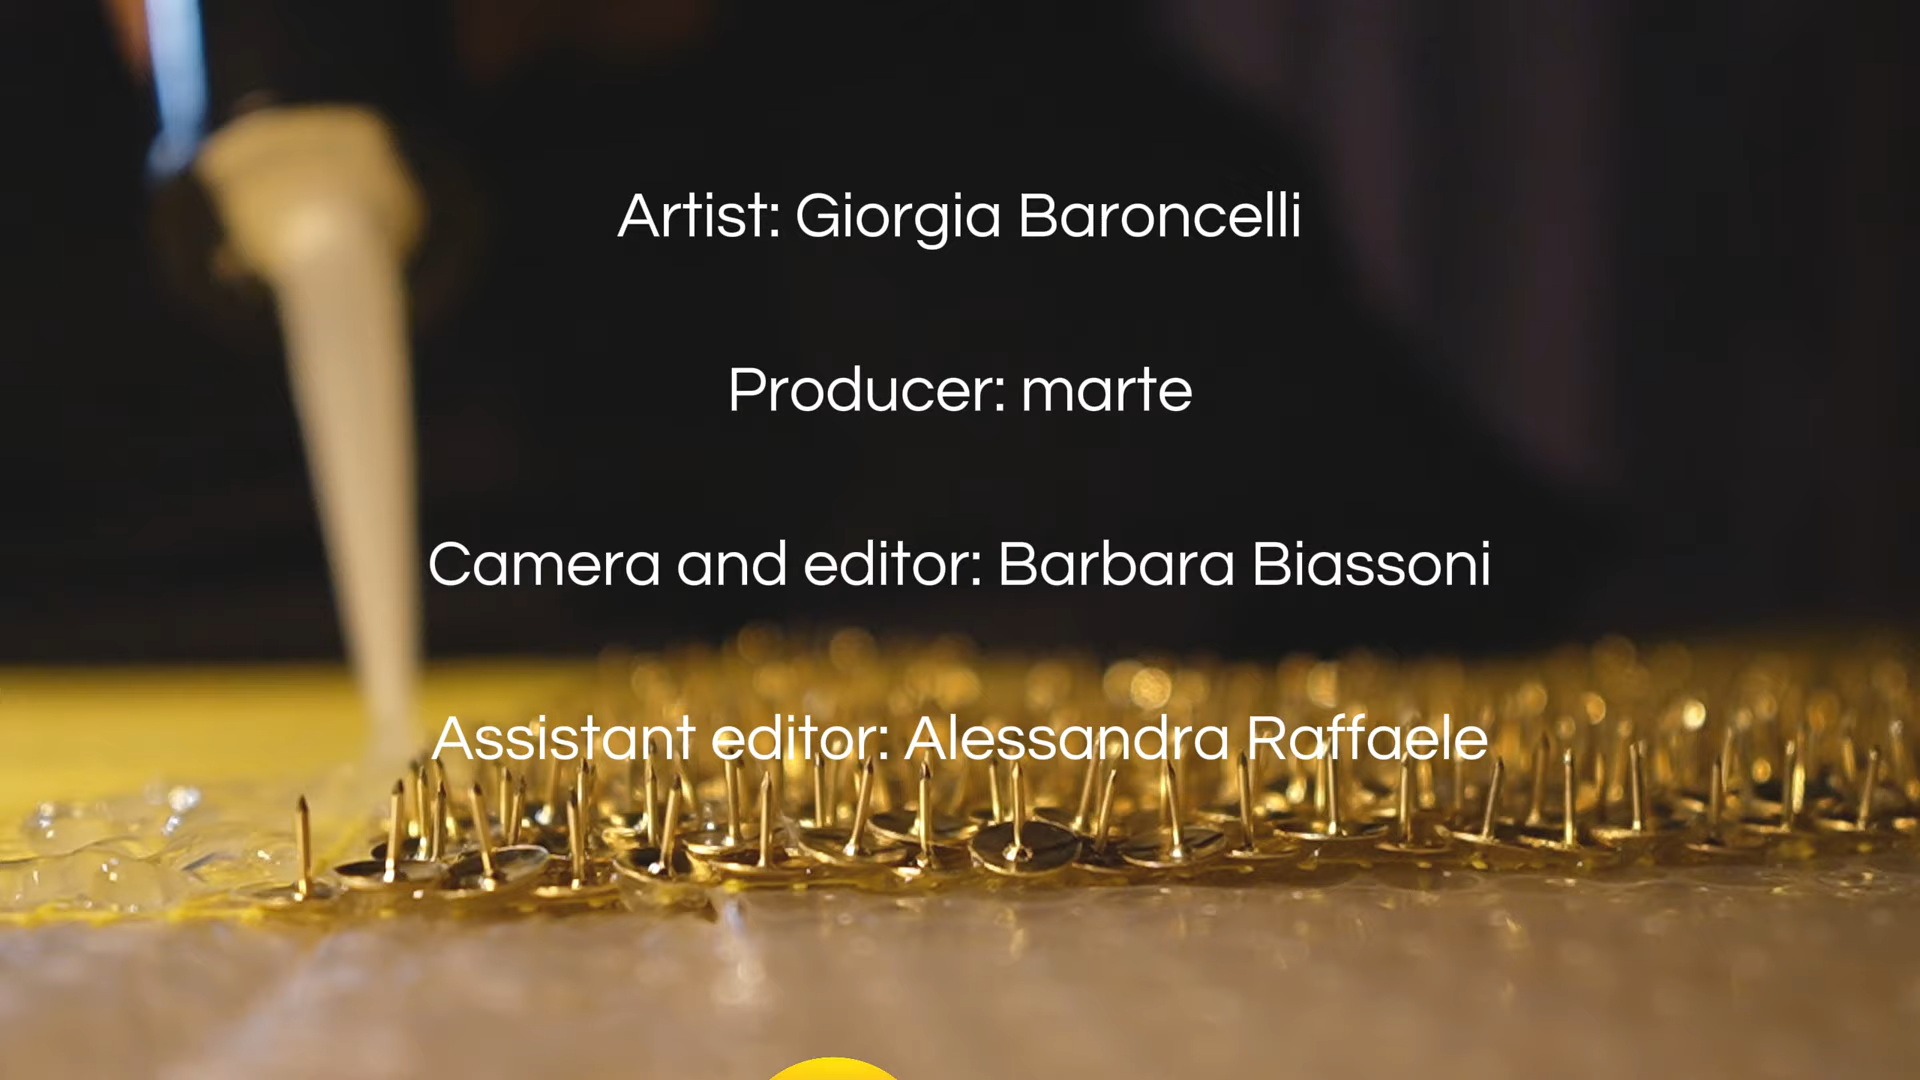 Artist: Giorgia Baroncelli
Producer: marte
Camera and editor: Barbara Biassoni
Assistant editor: Alessandra Raffaele